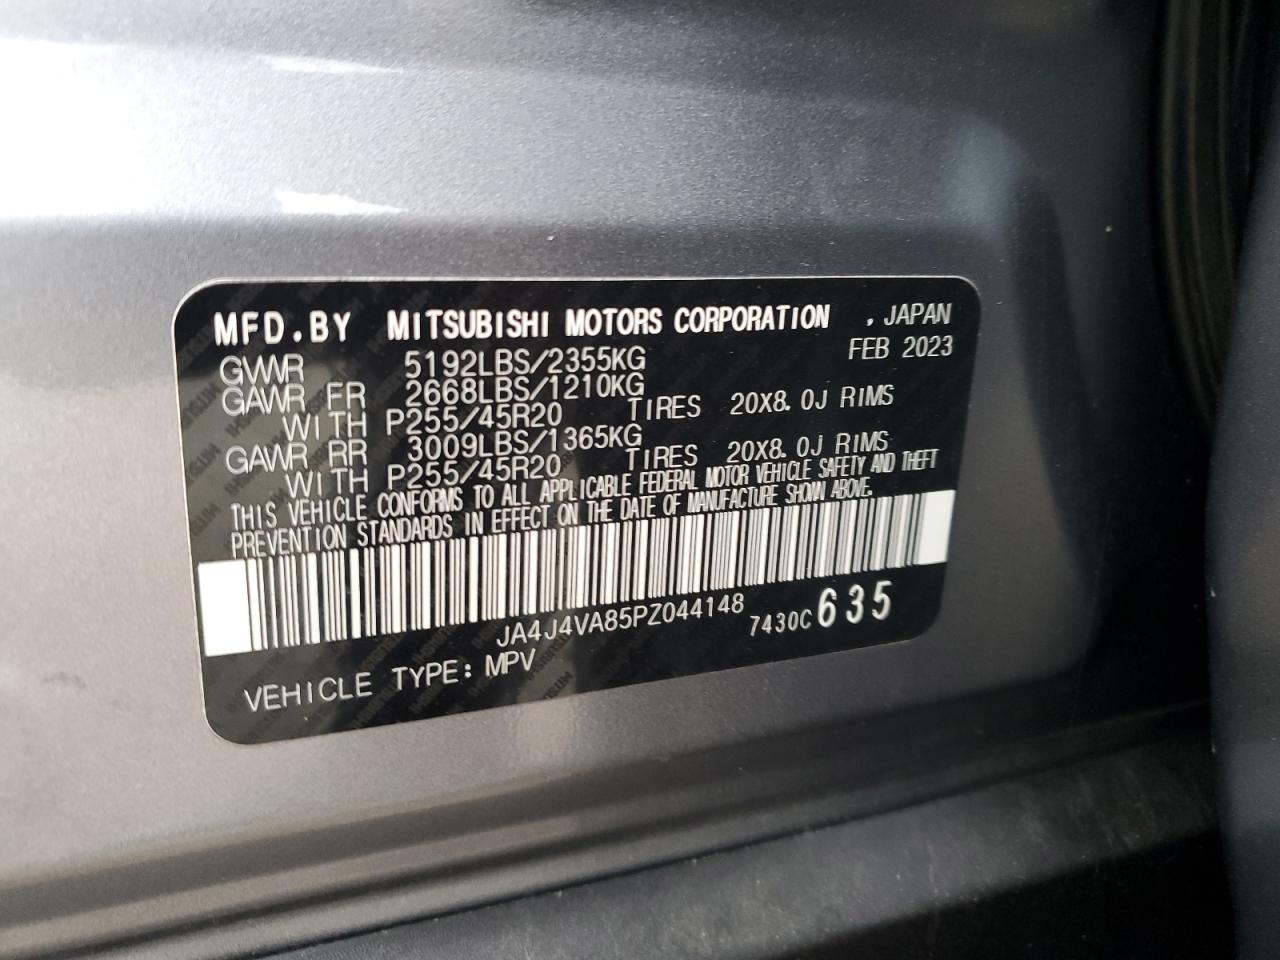 MFD. BY MITSUBISHI MOTORS CORPORATION , JAPAN
FEB 2023
GVWR 5192LBS/2355KG
GAWR FR 2668LBS/1210KG
WITH P255/45R20 TIRES 20X8. 0J RIMS
GAWR RR 3009LBS/1365KG
WITH P255/45R20 TIRES 20X8. 0J RIMS
THIS VEHICLE CONFORMS TO ALL APPLICABLE FEDERAL MOTOR VEHICLE SAFETY AND THEFT
PREVENTION STANDARDS IN EFFECT ON THE DATE OF MANUFACTURE SHOWN ABOVE.
JA4J4VA85PZ044148 7430C635
VEHICLE TYPE: MPV